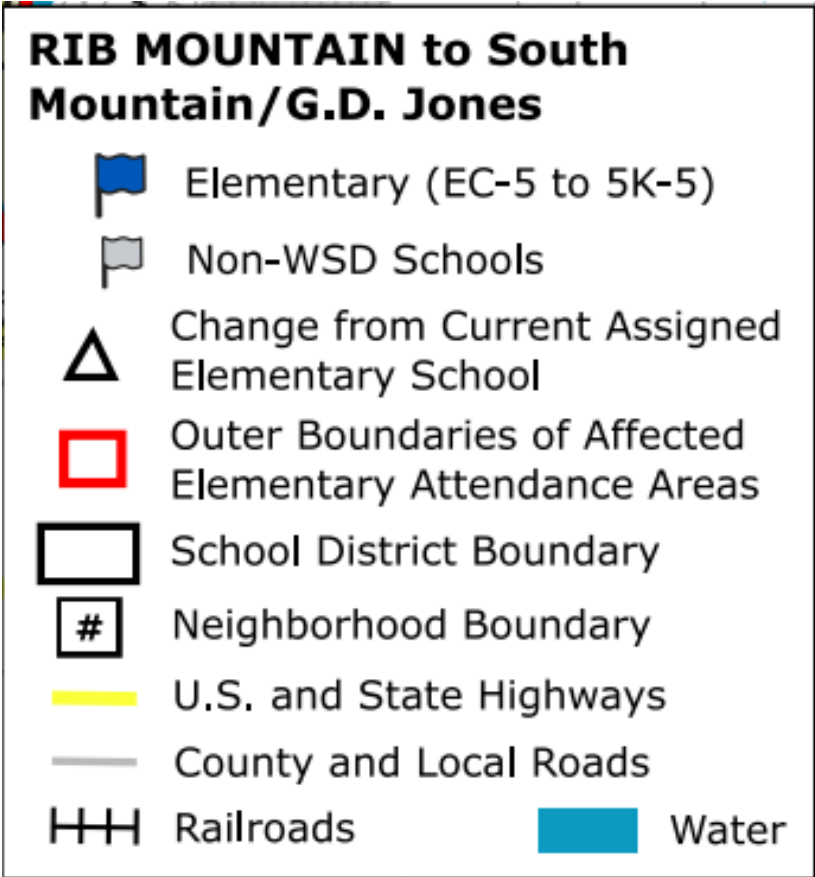 RIB MOUNTAIN to South
Mountain/G.D. Jones
Elementary (EC-5 to 5K-5)
Non-WSD Schools
Change from Current Assigned
Elementary School
Outer Boundaries of Affected
Elementary Attendance Areas
School District Boundary
# Neighborhood Boundary
U.S. and State Highways
County and Local Roads
Railroads Water